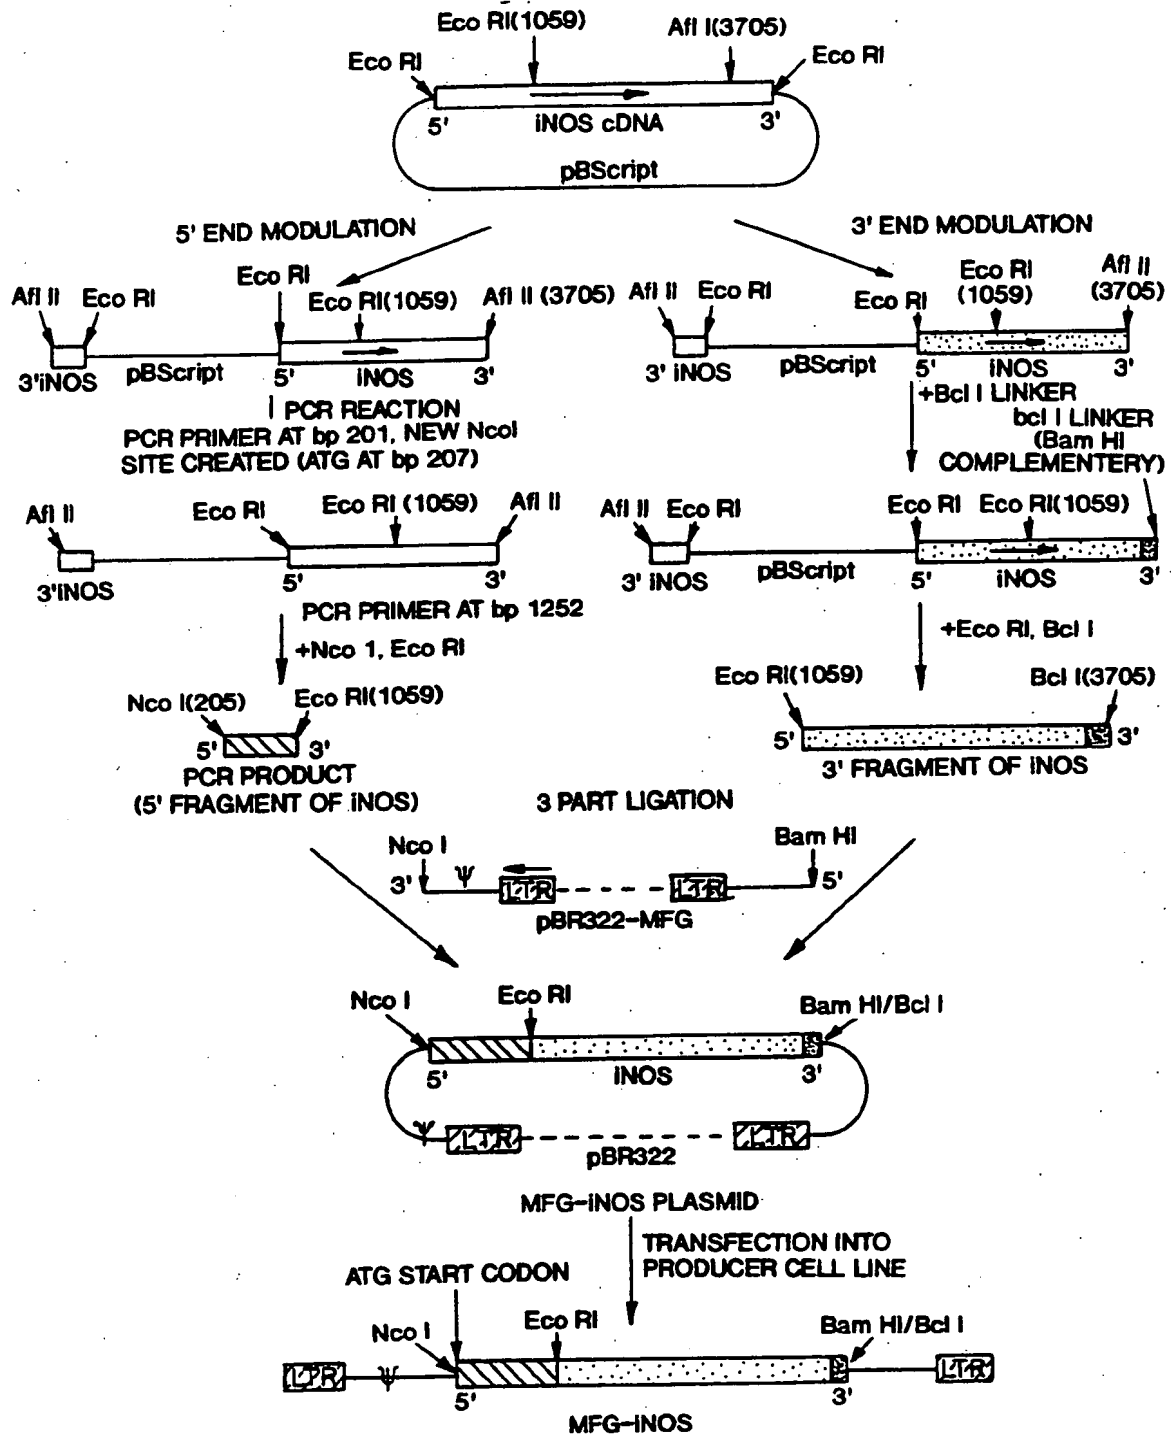 Eco RI(1059)
Afl I(3705)
Eco RI
Eco RI
5'
iNOS cDNA
3'
pBScript
5' END MODULATION
3' END MODULATION
Eco RI
Afl II
Eco RI
Eco RI(1059)
Afl II (3705)
3'iNOS
pBScript
5'
iNOS
3'
Afl II
Eco RI
Eco RI
Eco RI
(1059)
Afl II
(3705)
3' iNOS
pBScript
5'
iNOS
3'
PCR REACTION
PCR PRIMER AT bp 201, NEW NcoI
SITE CREATED (ATG AT bp 207)
+Bcl I LINKER
bcl I LINKER
(Bam HI
COMPLEMENTERY)
Afl II
Eco RI
Eco RI (1059)
Afl II
3'iNOS
5'
3'
Afl II
Eco RI
Eco RI
Eco RI(1059)
3' iNOS
pBScript
5'
iNOS
3'
PCR PRIMER AT bp 1252
+Nco 1, Eco RI
+Eco RI, Bcl I
Nco I(205)
Eco RI(1059)
5'
3'
PCR PRODUCT
(5' FRAGMENT OF iNOS)
Eco RI(1059)
Bcl I(3705)
5'
3'
3' FRAGMENT OF iNOS
3 PART LIGATION
Nco I
Bam HI
3'
Ψ
LTR
LTR
5'
pBR322-MFG
Nco I
Eco RI
Bam HI/Bcl I
5'
iNOS
3'
Ψ
LTR
pBR322
LTR
MFG-iNOS PLASMID
TRANSFECTION INTO
PRODUCER CELL LINE
ATG START CODON
Nco I
Eco RI
Bam HI/Bcl I
LTR
Ψ
LTR
5'
3'
MFG-iNOS